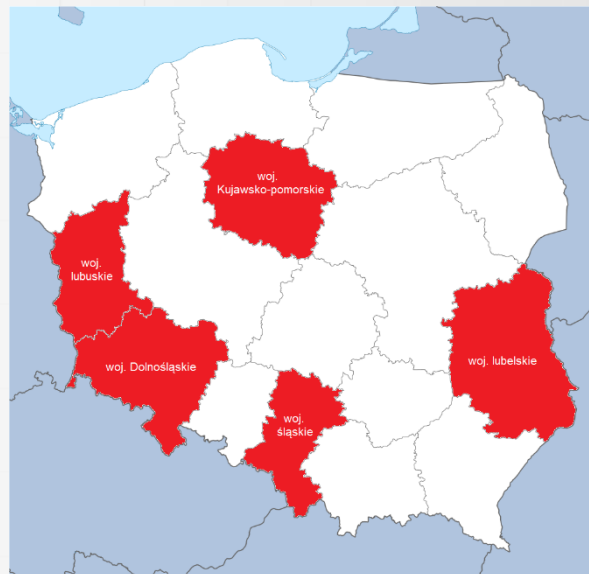 woj.
Kujawsko-pomorskie
woj.
lubuskie
woj. Dolnośląskie
woj. lubelskie
woj.
śląskie